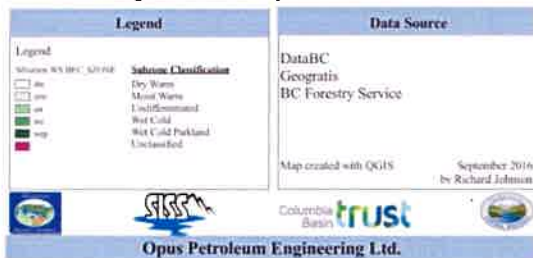 Legend
Legend
Subzone Classification
dw
mw
un
wc
wcp
Dry Warm
Moist Warm
Undifferentiated
Wet Cold
Wet Cold Parkland
Unclassified
Data Source
DataBC
Geogratis
BC Forestry Service
Map created with QGIS
September 2016
by Richard Johnson
Columbia
Basin trust
Opus Petroleum Engineering Ltd.